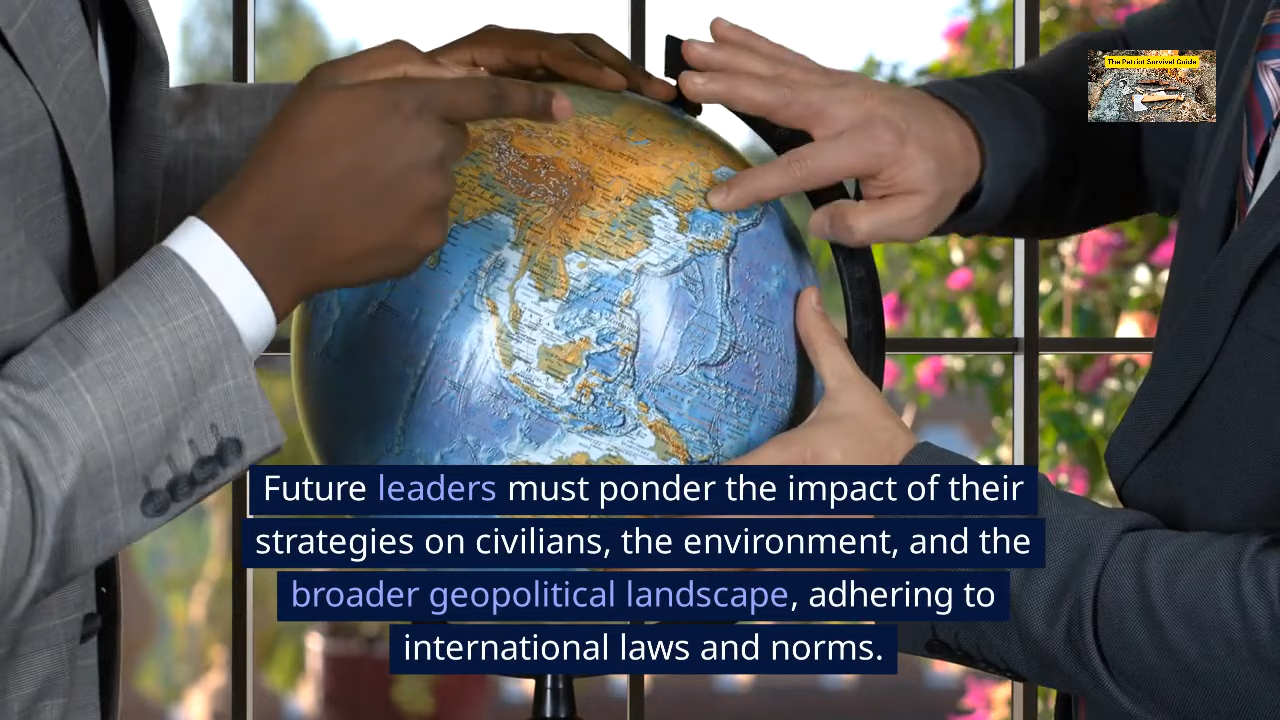 The Patriot Survival Guide
Future leaders must ponder the impact of their
strategies on civilians, the environment, and the
broader geopolitical landscape, adhering to
international laws and norms.